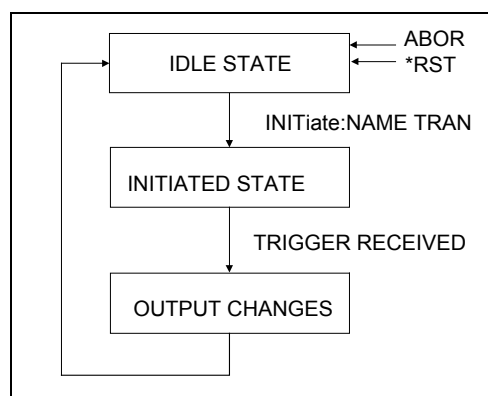 ABOR
IDLE STATE
*RST
INITiate:NAME TRAN
INITIATED STATE
TRIGGER RECEIVED
OUTPUT CHANGES